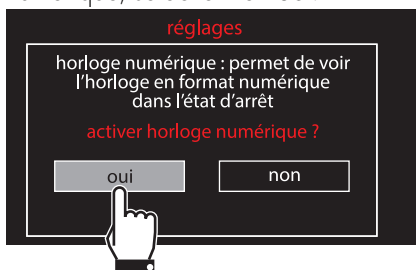 réglages
horloge numérique : permet de voir
l'horloge en format numérique
dans l'état d'arrêt
activer horloge numérique ?
oui
non